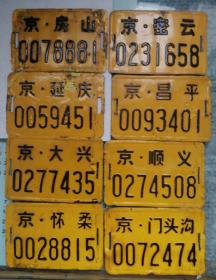 京·房山
0078881
京·密云
0231658
京·延庆
0059451
京·昌平
0093401
京·大兴
0277435
京·顺义
0274508
京·怀柔
0028815
京·门头沟
0072474